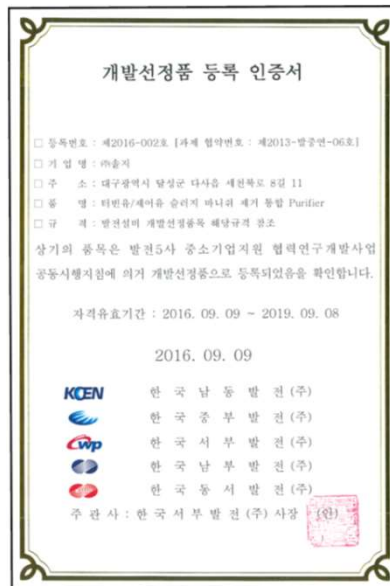 개발선정품 등록 인증서
□ 등록번호 : 제2016-002호 [과제 협약번호 : 제2013-발중연-06호]
□ 기 업 명 : ㈜솔지
□ 주 소 : 대구광역시 달성군 다사읍 세천북로 8길 11
□ 품 명 : 터빈유/제어유 슬러지 바니쉬 제거 통합 Purifier
□ 규 격 : 발전설비 개발선정품목 해당규격 참조
상기의 품목은 발전5사 중소기업지원 협력연구개발사업
공동시행지침에 의거 개발선정품으로 등록되었음을 확인합니다.
자격유효기간 : 2016. 09. 09 ~ 2019. 09. 08
2016. 09. 09
KOEN 한국남동발전(주)
한국중부발전(주)
wp 한국서부발전(주)
한국남부발전(주)
한국동서발전(주)
주관사 : 한국서부발전(주) 사장 (인)